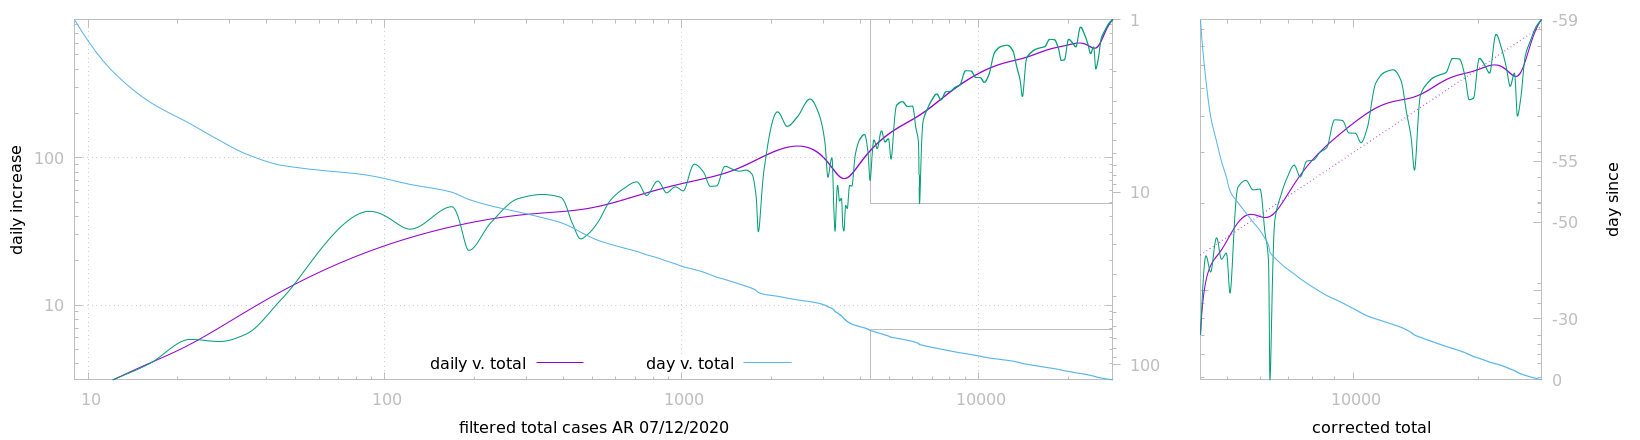 daily increase
100
10
10
100
1000
10000
filtered total cases AR 07/12/2020
daily v. total
day v. total
1
10
100
10000
corrected total
-59
-55
-50
-30
0
day since